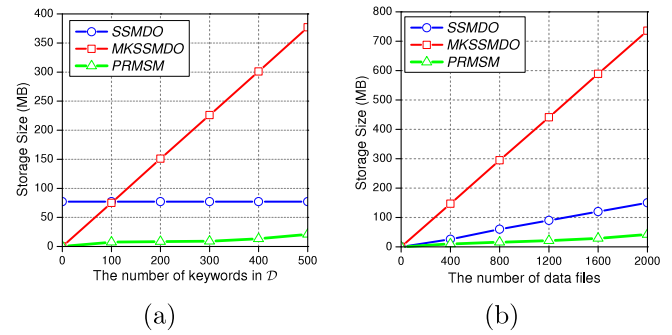 400
350
300
250
200
150
100
50
0
Storage Size (MB)
SSMDO
MKSSMDO
PRMSM
0 100 200 300 400 500
The number of keywords in 𝒟
(a)
800
700
600
500
400
300
200
100
0
Storage Size (MB)
SSMDO
MKSSMDO
PRMSM
0 400 800 1200 1600 2000
The number of data files
(b)